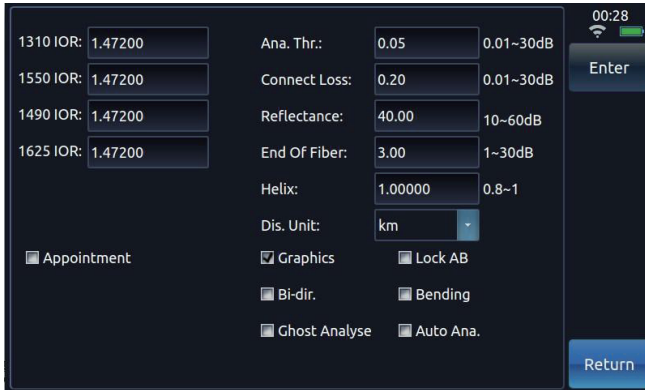 00:28
1310 IOR: 1.47200 Ana. Thr.: 0.05 0.01~30dB
Enter
1550 IOR: 1.47200 Connect Loss: 0.20 0.01~30dB
1490 IOR: 1.47200 Reflectance: 40.00 10~60dB
1625 IOR: 1.47200 End Of Fiber: 3.00 1~30dB
Helix: 1.00000 0.8~1
Dis. Unit: km
Appointment Graphics Lock AB
Bi-dir. Bending
Ghost Analyse Auto Ana.
Return